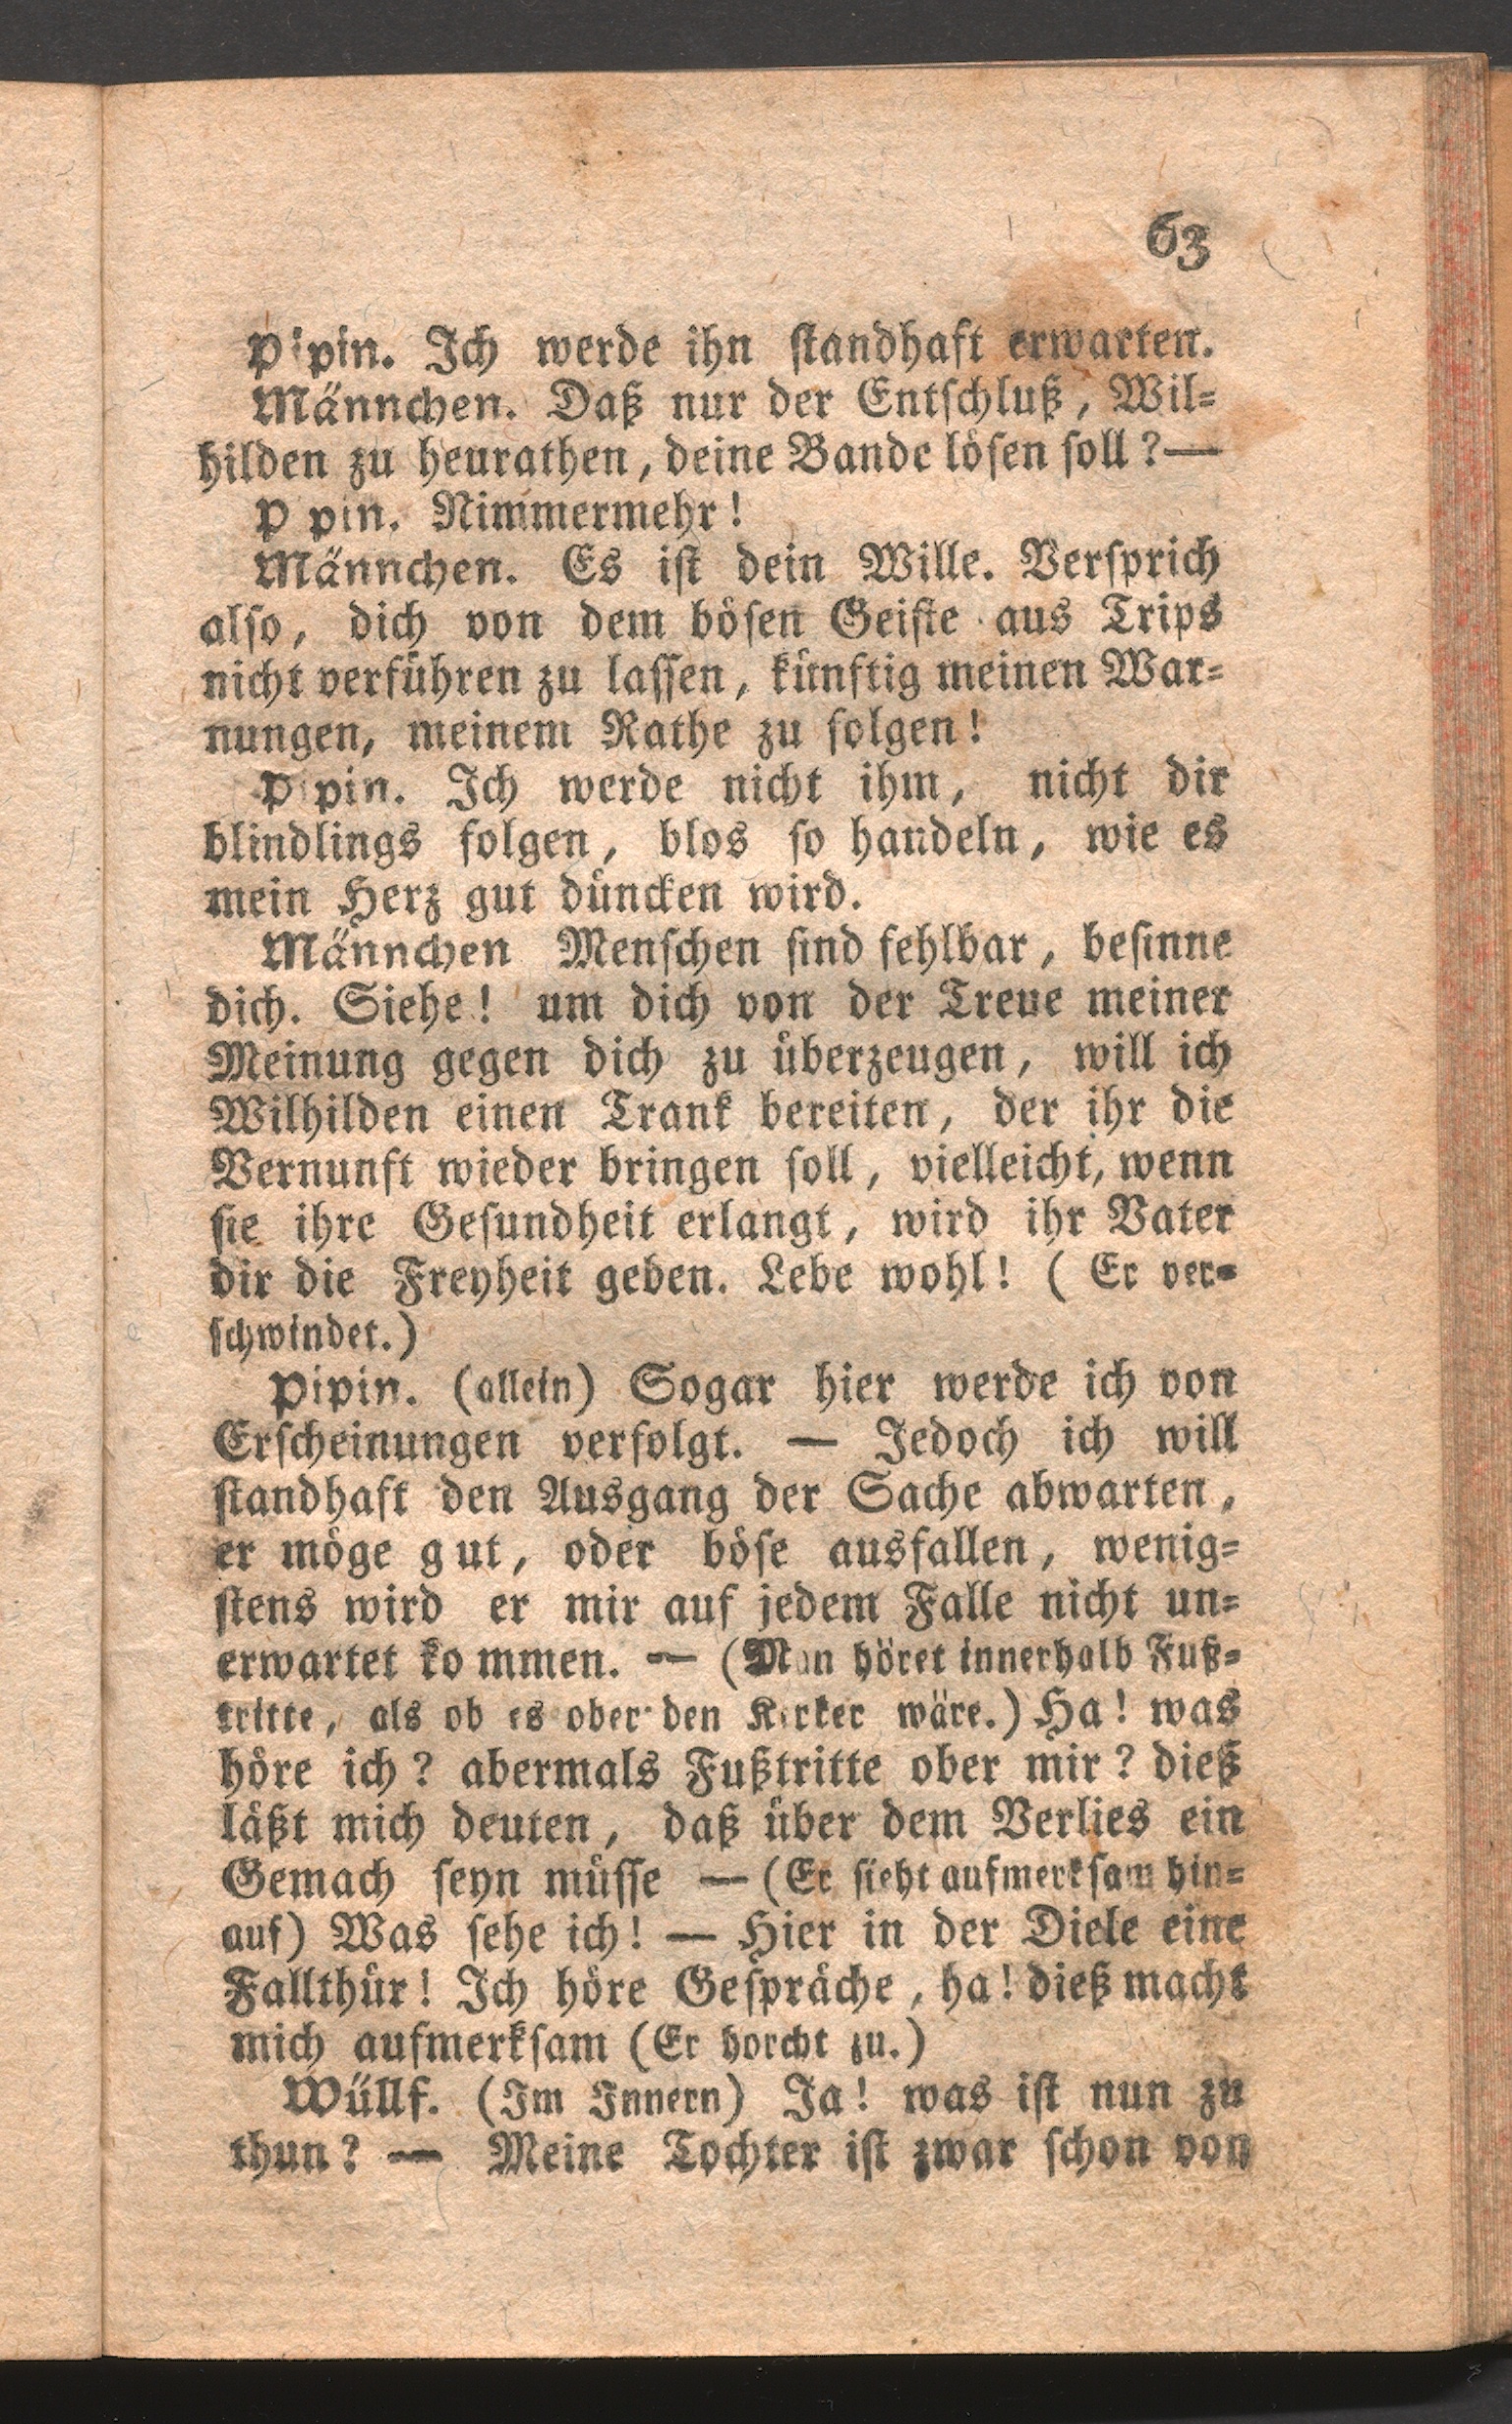 63
Pipin. Ich werde ihn standhaft erwarten.
Männchen. Daß nur der Entschluß, Wil=
hilden zu heurathen, deine Bande lösen soll?—
P pin. Nimmermehr!
Männchen. Es ist dein Wille. Versprich
also, dich von dem bösen Geiste aus Trips
nicht verführen zu lassen, künftig meinen War=
nungen, meinem Rathe zu folgen!
Pipin. Ich werde nicht ihm, nicht dir
blindlings folgen, blos so handeln, wie es
mein Herz gut düncken wird.
Männchen Menschen sind fehlbar, besinne
dich. Siehe! um dich von der Treue meiner
Meinung gegen dich zu überzeugen, will ich
Wilhilden einen Trank bereiten, der ihr die
Vernunft wieder bringen soll, vielleicht, wenn
sie ihre Gesundheit erlangt, wird ihr Vater
dir die Freyheit geben. Lebe wohl! (Er ver=
schwindet.)
Pipin. (allein) Sogar hier werde ich von
Erscheinungen verfolgt. — Jedoch ich will
standhaft den Ausgang der Sache abwarten,
er möge gut, oder böse ausfallen, wenig=
stens wird er mir auf jedem Falle nicht un=
erwartet ko mmen. — (Man höret innerhalb Fuß=
tritte, als ob es ober den Kerker wäre.) Ha! was
höre ich? abermals Fußtritte ober mir? dieß
läßt mich deuten, daß über dem Verlies ein
Gemach seyn müsse — (Er sieht aufmerksam hin=
auf) Was sehe ich! — Hier in der Diele eine
Fallthür! Ich höre Gespräche, ha! dieß macht
mich aufmerksam (Er horcht zu.)
Wüllf. (Im Innern) Ja! was ist nun zu
thun? — Meine Tochter ist zwar schon von